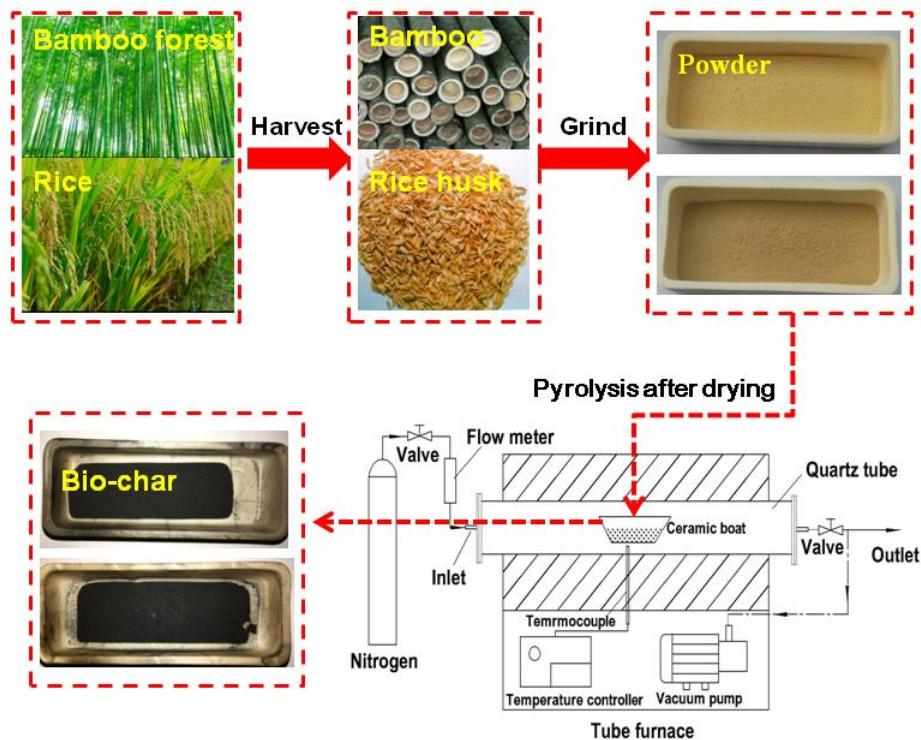 Bamboo forest
Harvest
Bamboo
Grind
Powder
Rice
Rice husk
Pyrolysis after drying
Bio-char
Valve
Flow meter
Quartz tube
Ceramic boat
Inlet
Valve
Outlet
Temrmocouple
Nitrogen
Temperature controller
Vacuum pump
Tube furnace